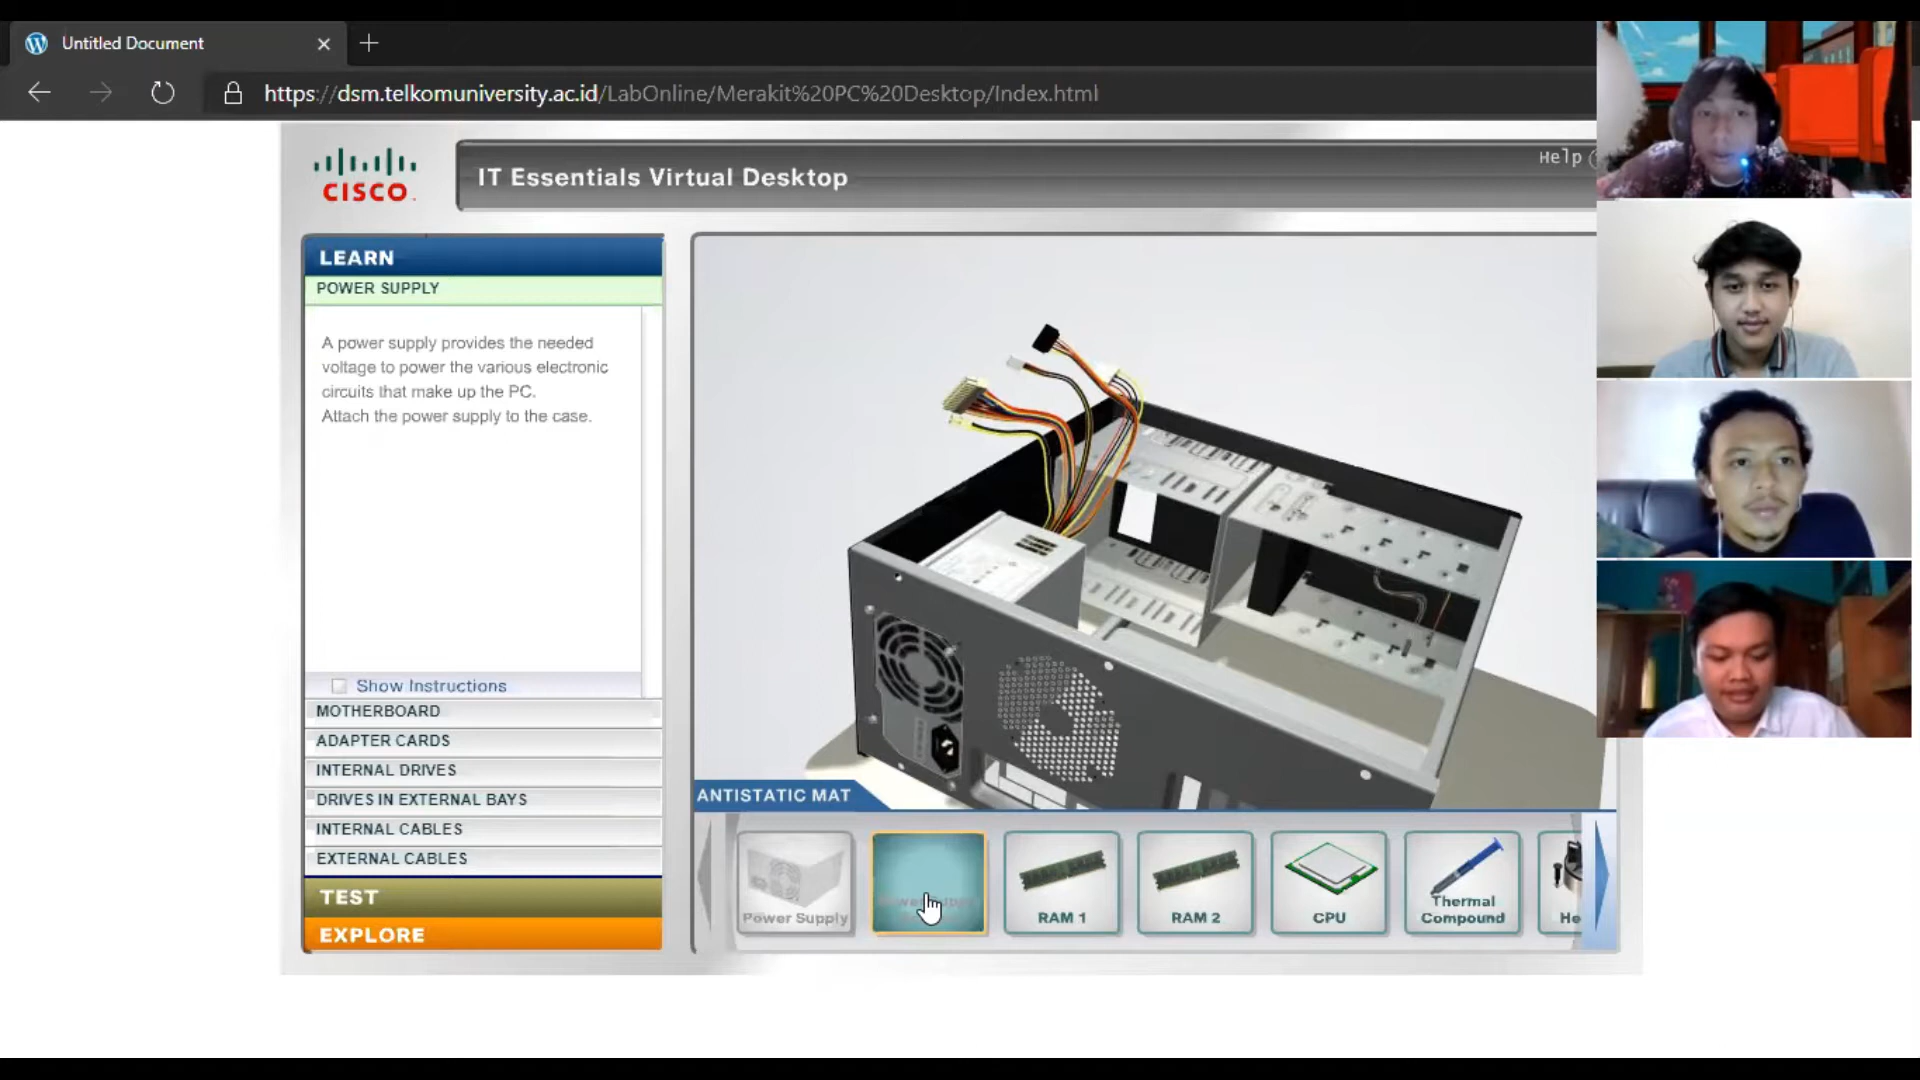 Untitled Document
https://dsm.telkomuniversity.ac.id/LabOnline/Merakit%20PC%20Desktop/Index.html
CISCO
IT Essentials Virtual Desktop
Help
LEARN
POWER SUPPLY
A power supply provides the needed
voltage to power the various electronic
circuits that make up the PC.
Attach the power supply to the case.
Show Instructions
MOTHERBOARD
ADAPTER CARDS
INTERNAL DRIVES
DRIVES IN EXTERNAL BAYS
INTERNAL CABLES
EXTERNAL CABLES
TEST
EXPLORE
ANTISTATIC MAT
Power Supply
RAM 1
RAM 2
CPU
Thermal
Compound
He